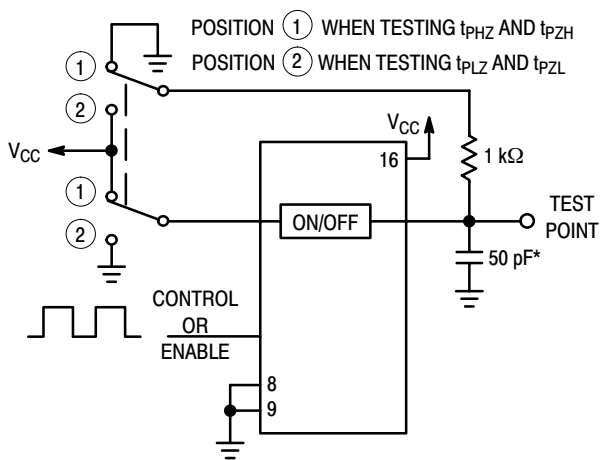 POSITION 1 WHEN TESTING tPHZ AND tPZH
POSITION 2 WHEN TESTING tPLZ AND tPZL
1
2
VCC
1
2
VCC
16
1 kΩ
ON/OFF
TEST
POINT
50 pF*
CONTROL
OR
ENABLE
8
9